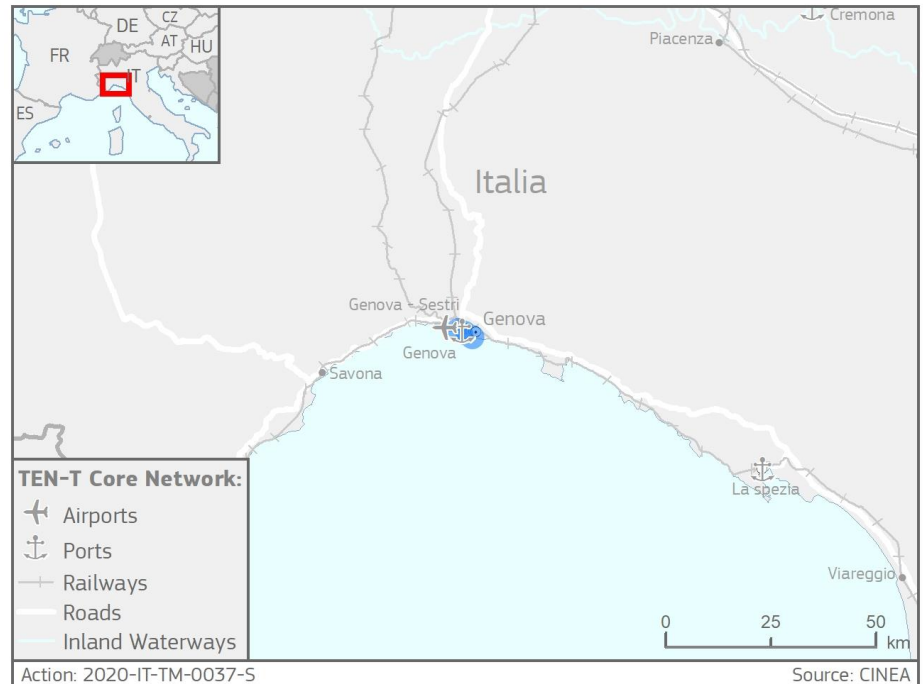 CZ
DE
AT
HU
FR
IT
ES
Cremona
Piacenza
Italia
Genova - Sestri
Genova
Genova
Savona
La spezia
Viareggio
TEN-T Core Network:
Airports
Ports
Railways
Roads
Inland Waterways
0 25 50
km
Action: 2020-IT-TM-0037-S
Source: CINEA